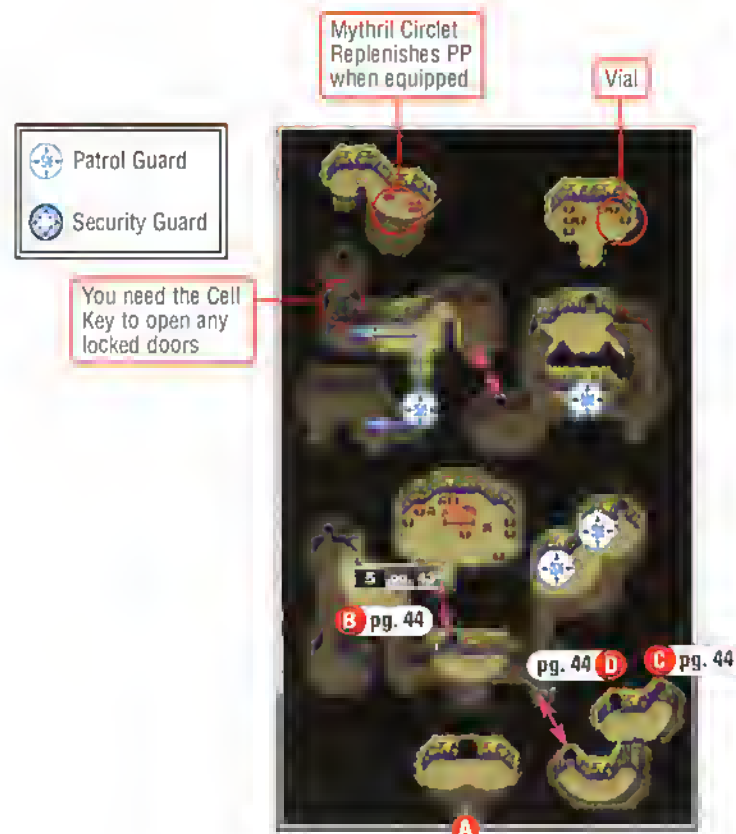 Mythril Circlet
Replenishes PP
when equipped
Vial
Patrol Guard
Security Guard
You need the Cell
Key to open any
locked doors
B pg. 44
pg. 44 D
C pg. 44
A